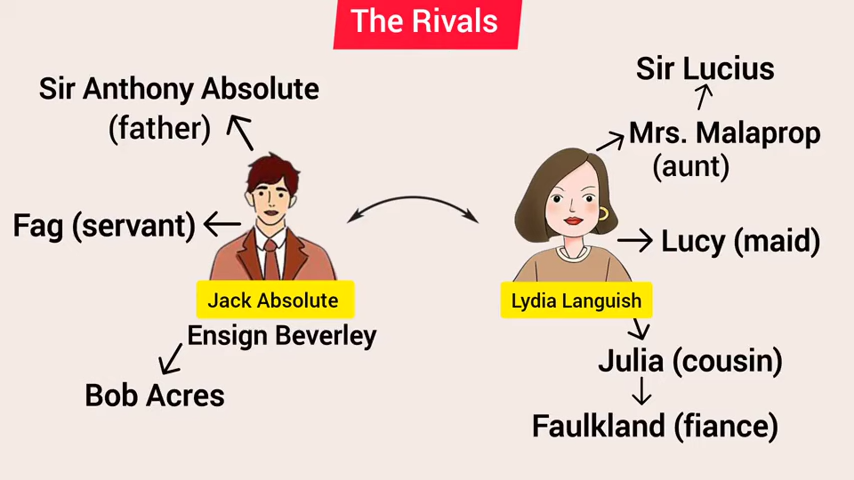 The Rivals
Sir Anthony Absolute
(father)
Fag (servant)
Jack Absolute
Ensign Beverley
Bob Acres
Sir Lucius
Mrs. Malaprop
(aunt)
Lucy (maid)
Lydia Languish
Julia (cousin)
Faulkland (fiance)